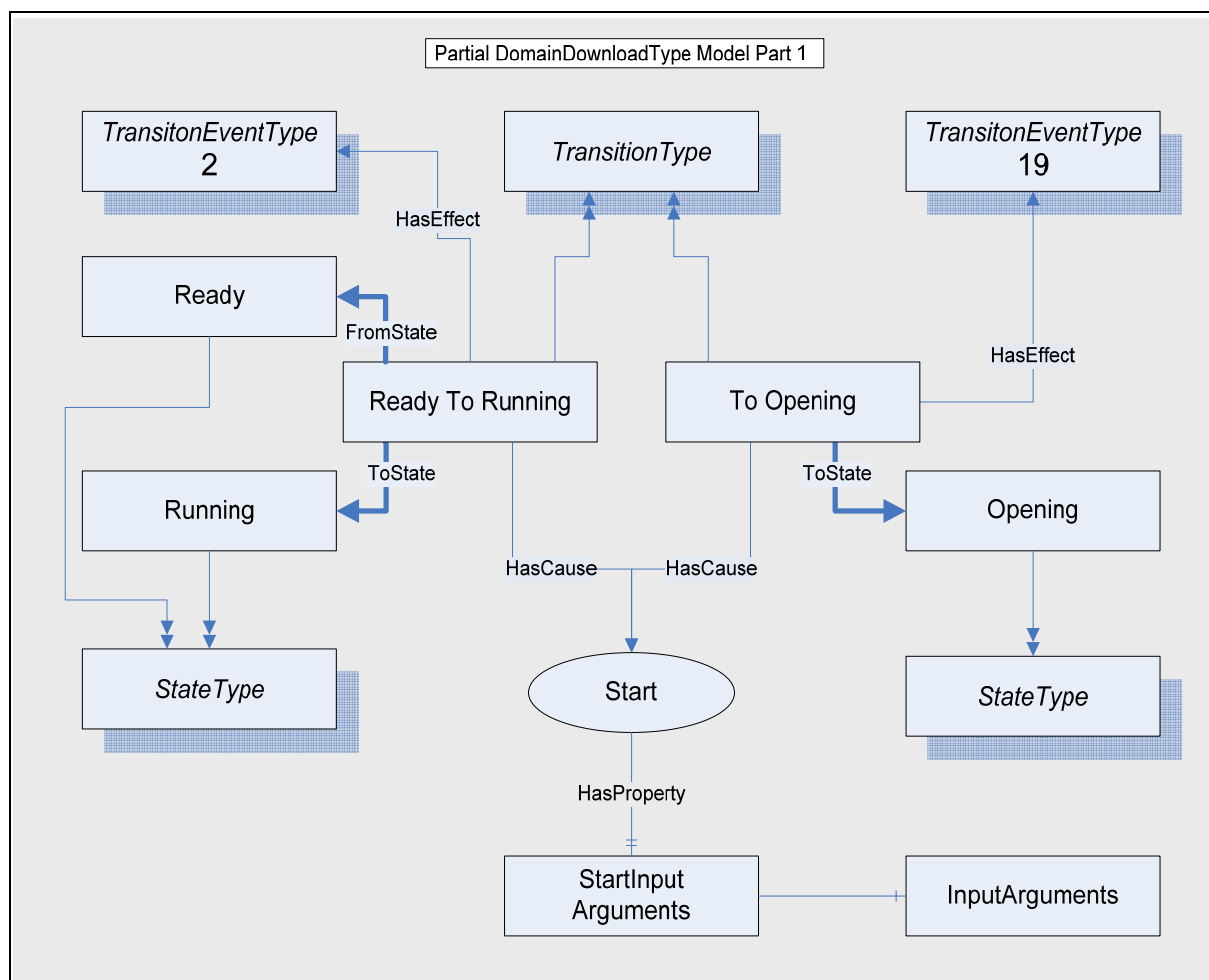 Partial DomainDownloadType Model Part 1
TransitonEventType
2
TransitionType
TransitonEventType
19
HasEffect
Ready
FromState
HasEffect
Ready To Running
To Opening
ToState
ToState
Running
Opening
HasCause
HasCause
StateType
Start
StateType
HasProperty
StartInput
Arguments
InputArguments